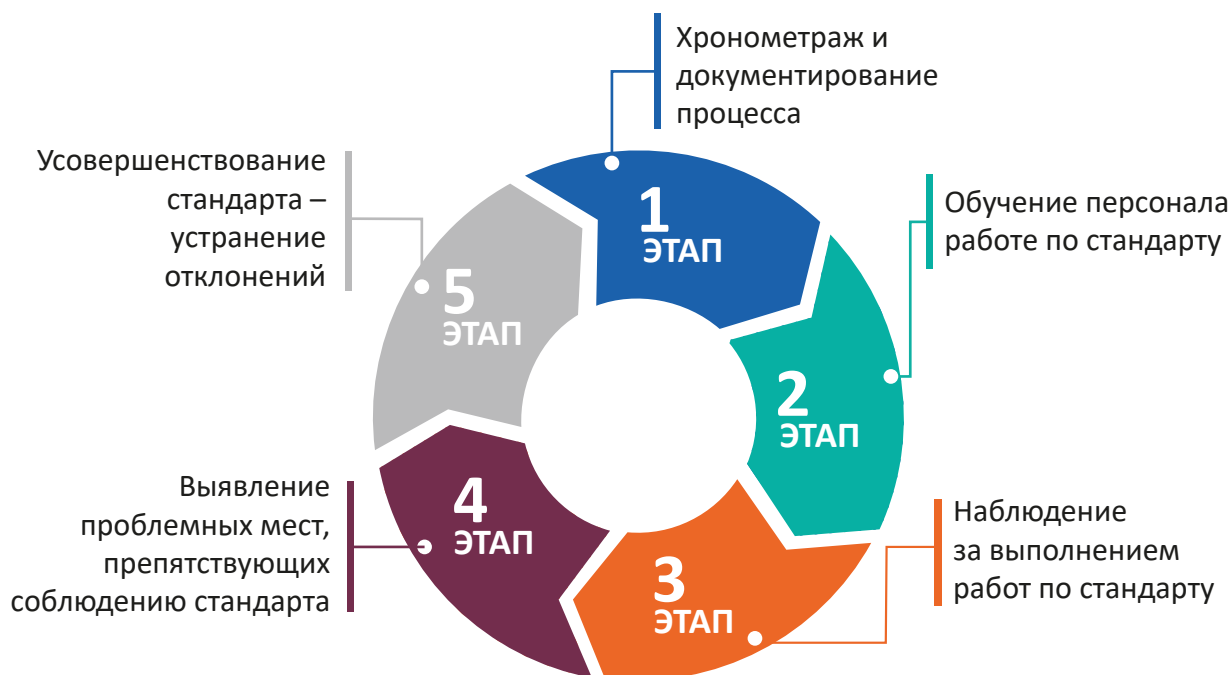 Хронометраж и
документирование
процесса
1
ЭТАП
Обучение персонала
работе по стандарту
2
ЭТАП
Наблюдение
за выполнением
работ по стандарту
3
ЭТАП
Выявление
проблемных мест,
препятствующих
соблюдению стандарта
4
ЭТАП
Усовершенствование
стандарта –
устранение
отклонений
5
ЭТАП